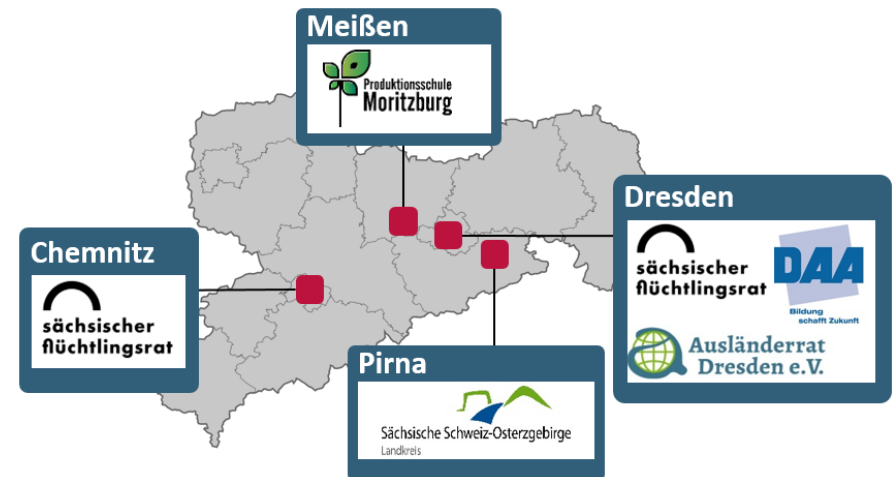 Meißen
Produktionsschule
Moritzburg
Dresden
sächsischer
flüchtlingsrat
DAA
Bildung
schafft Zukunft
Ausländerrat
Dresden e.V.
Chemnitz
sächsischer
flüchtlingsrat
Pirna
Sächsische Schweiz-Osterzgebirge
Landkreis